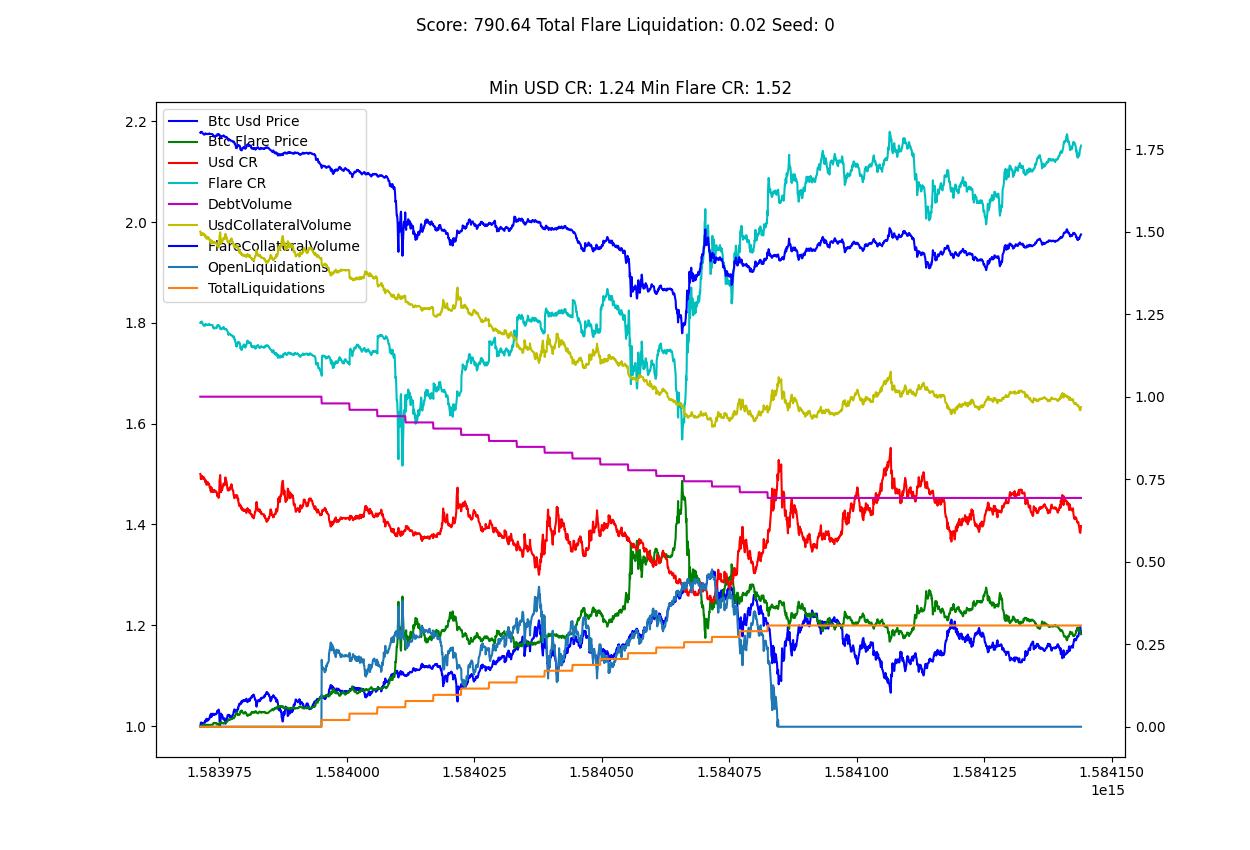 Score: 790.64 Total Flare Liquidation: 0.02 Seed: 0
Min USD CR: 1.24 Min Flare CR: 1.52
Btc Usd Price
Btc Flare Price
Usd CR
Flare CR
DebtVolume
UsdCollateralVolume
FlareCollateralVolume
OpenLiquidations
TotalLiquidations
2.2
2.0
1.8
1.6
1.4
1.2
1.0
1.75
1.50
1.25
1.00
0.75
0.50
0.25
0.00
1.583975
1.584000
1.584025
1.584050
1.584075
1.584100
1.584125
1.584150
1e15